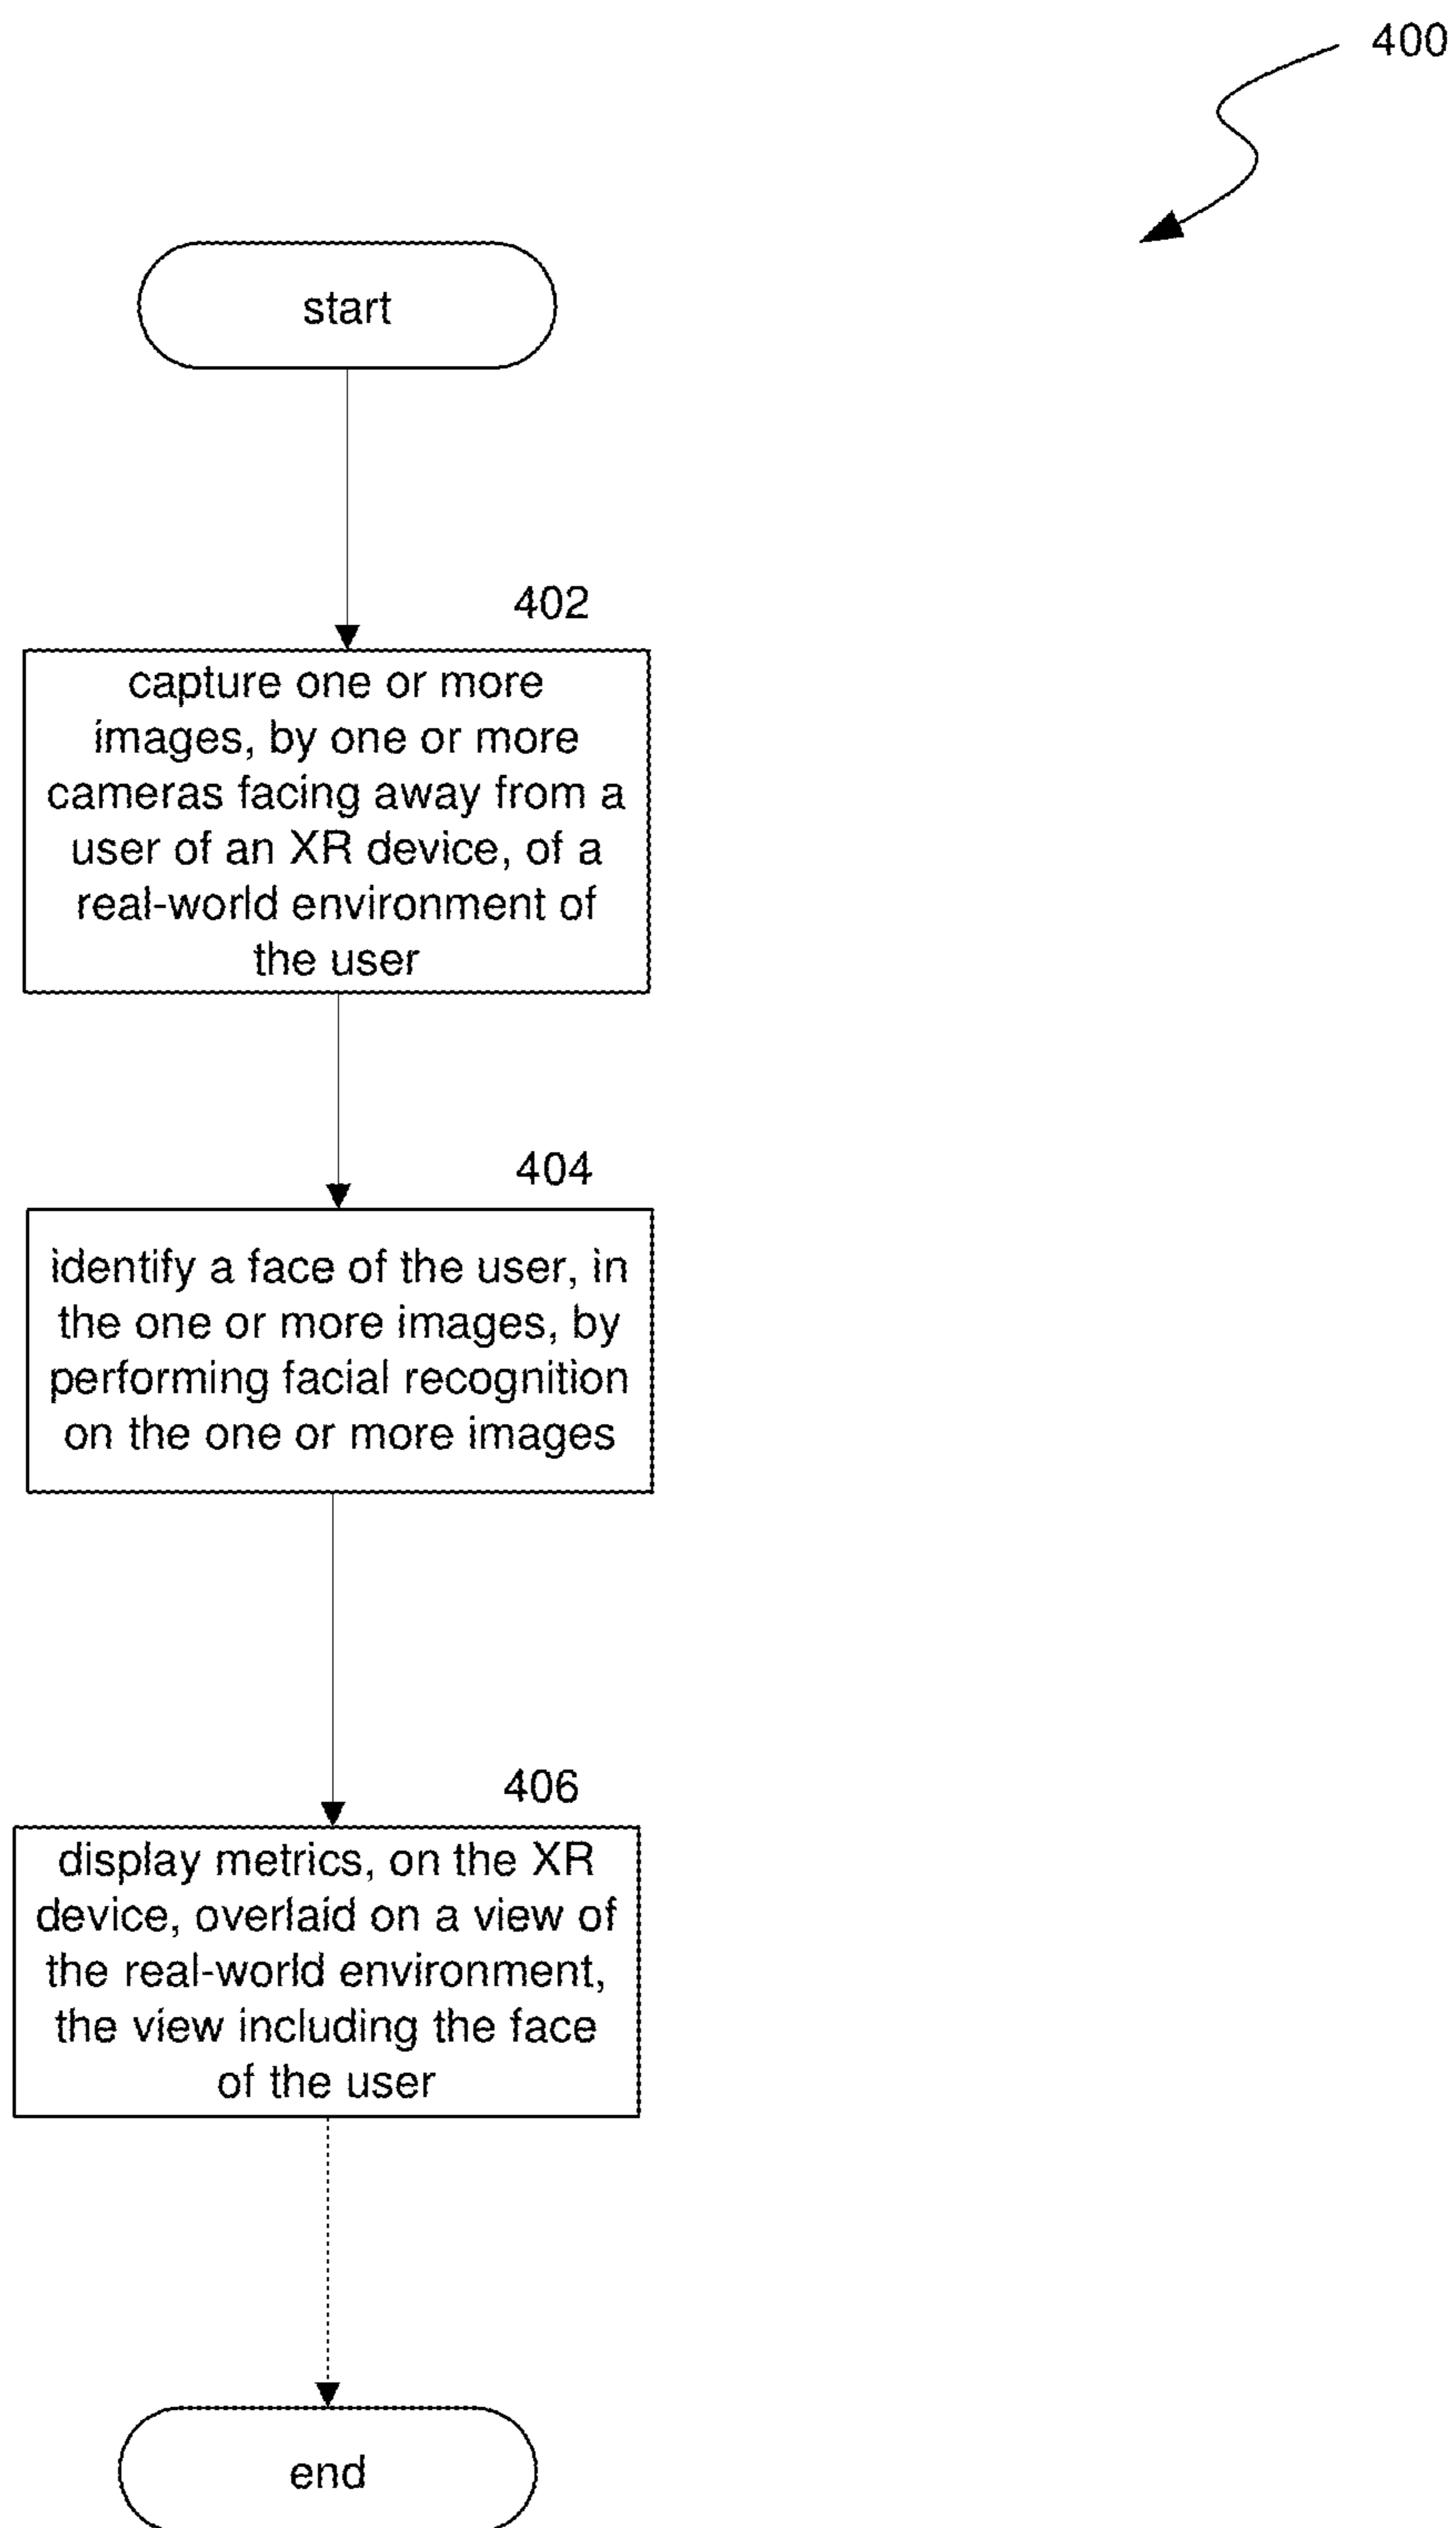 400
start
402
capture one or more
images, by one or more
cameras facing away from a
user of an XR device, of a
real-world environment of
the user
404
identify a face of the user, in
the one or more images, by
performing facial recognition
on the one or more images
406
display metrics, on the XR
device, overlaid on a view of
the real-world environment,
the view including the face
of the user
end